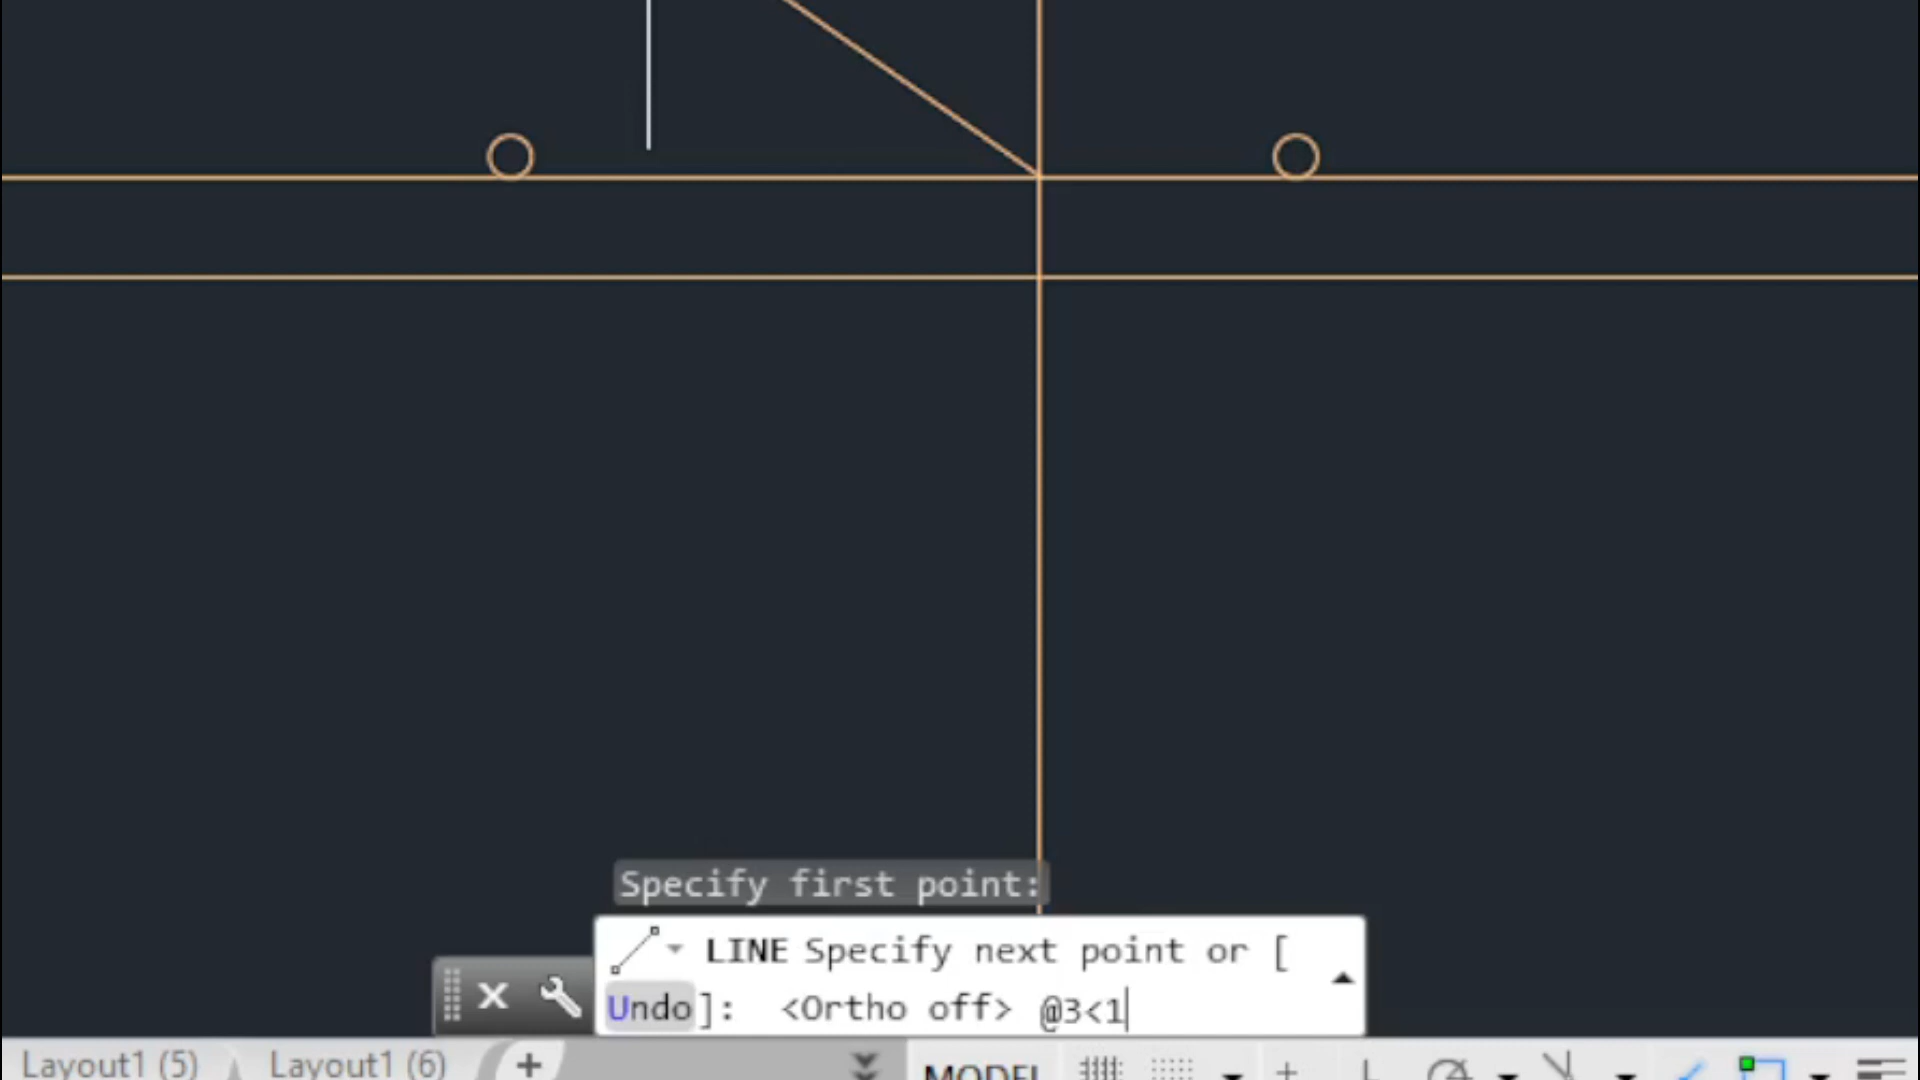 Specify first point:
LINE Specify next point or [
Undo]: <Ortho off> @3<1
Layout1 (5) Layout1 (6) + MODEL